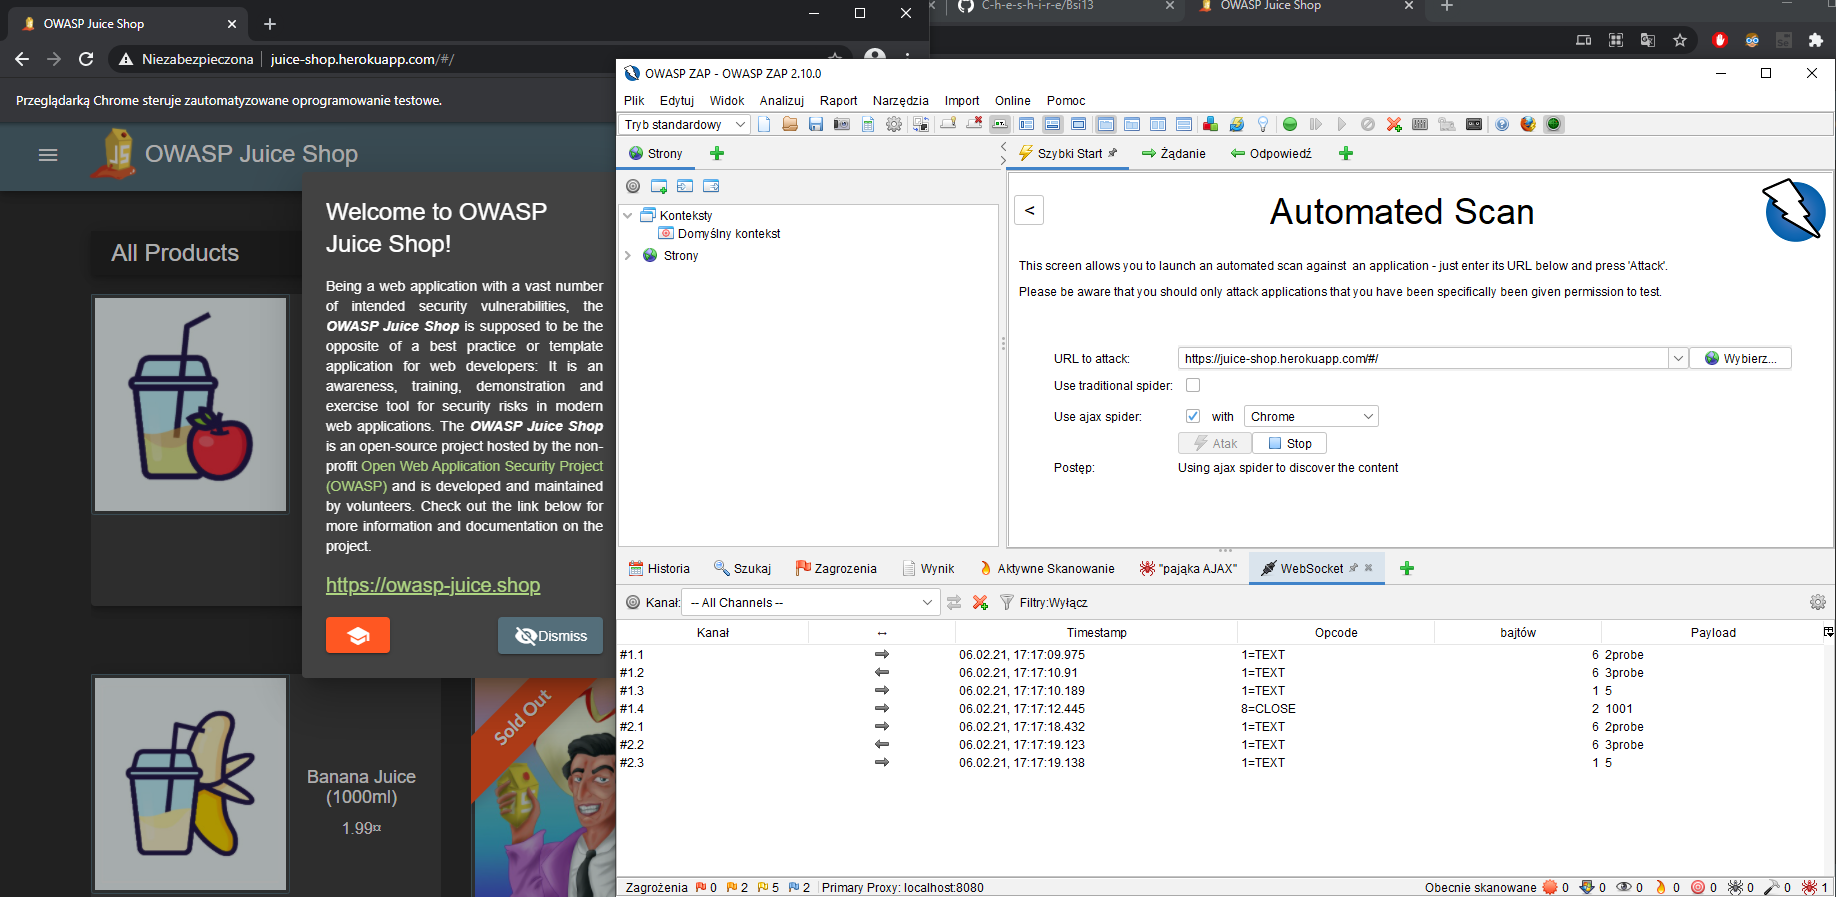 OWASP Juice Shop
C-h-e-s-h-i-r-e/Bsi13
OWASP Juice Shop
Niezabezpieczona
juice-shop.herokuapp.com/#/
Przeglądarką Chrome steruje zautomatyzowane oprogramowanie testowe.
OWASP Juice Shop
All Products
Welcome to OWASP
Juice Shop!
Being a web application with a vast number
of intended security vulnerabilities, the
OWASP Juice Shop is supposed to be the
opposite of a best practice or template
application for web developers: It is an
awareness, training, demonstration and
exercise tool for security risks in modern
web applications. The OWASP Juice Shop
is an open-source project hosted by the non-
profit Open Web Application Security Project
(OWASP) and is developed and maintained
by volunteers. Check out the link below for
more information and documentation on the
project.
https://owasp-juice.shop
Dismiss
Banana Juice
(1000ml)
1.99¤
Sold Out
OWASP ZAP - OWASP ZAP 2.10.0
Plik Edytuj Widok Analizuj Raport Narzędzia Import Online Pomoc
Tryb standardowy
Strony
Szybki Start
Żądanie
Odpowiedź
Konteksty
Domyślny kontekst
Strony
<
Automated Scan
This screen allows you to launch an automated scan against an application - just enter its URL below and press 'Attack'.
Please be aware that you should only attack applications that you have been specifically been given permission to test.
URL to attack: https://juice-shop.herokuapp.com/#/ Wybierz...
Use traditional spider:
Use ajax spider: with Chrome
Atak Stop
Postęp: Using ajax spider to discover the content
Historia Szukaj Zagrozenia Wynik Aktywne Skanowanie "pająka AJAX" WebSocket
Kanał: -- All Channels -- Filtry:Wyłącz
Kanał ↔ Timestamp Opcode bajtów Payload
#1.1 → 06.02.21, 17:17:09.975 1=TEXT 6 2probe
#1.2 ← 06.02.21, 17:17:10.91 1=TEXT 6 3probe
#1.3 → 06.02.21, 17:17:10.189 1=TEXT 1 5
#1.4 → 06.02.21, 17:17:12.445 8=CLOSE 2 1001
#2.1 → 06.02.21, 17:17:18.432 1=TEXT 6 2probe
#2.2 ← 06.02.21, 17:17:19.123 1=TEXT 6 3probe
#2.3 → 06.02.21, 17:17:19.138 1=TEXT 1 5
Zagrożenia 0 2 5 2 Primary Proxy: localhost:8080
Obecnie skanowane 0 0 0 0 0 0 0 1